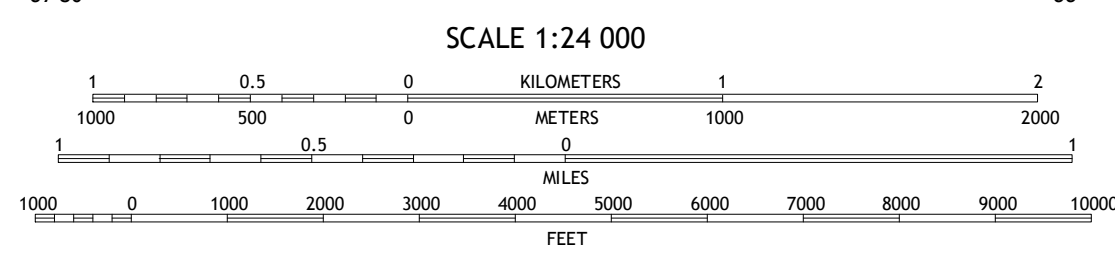 SCALE 1:24 000
1 0.5 0 KILOMETERS 1 2
1000 500 0 METERS 1000 2000
1 0.5 0 1
MILES
1000 0 1000 2000 3000 4000 5000 6000 7000 8000 9000 10000
FEET